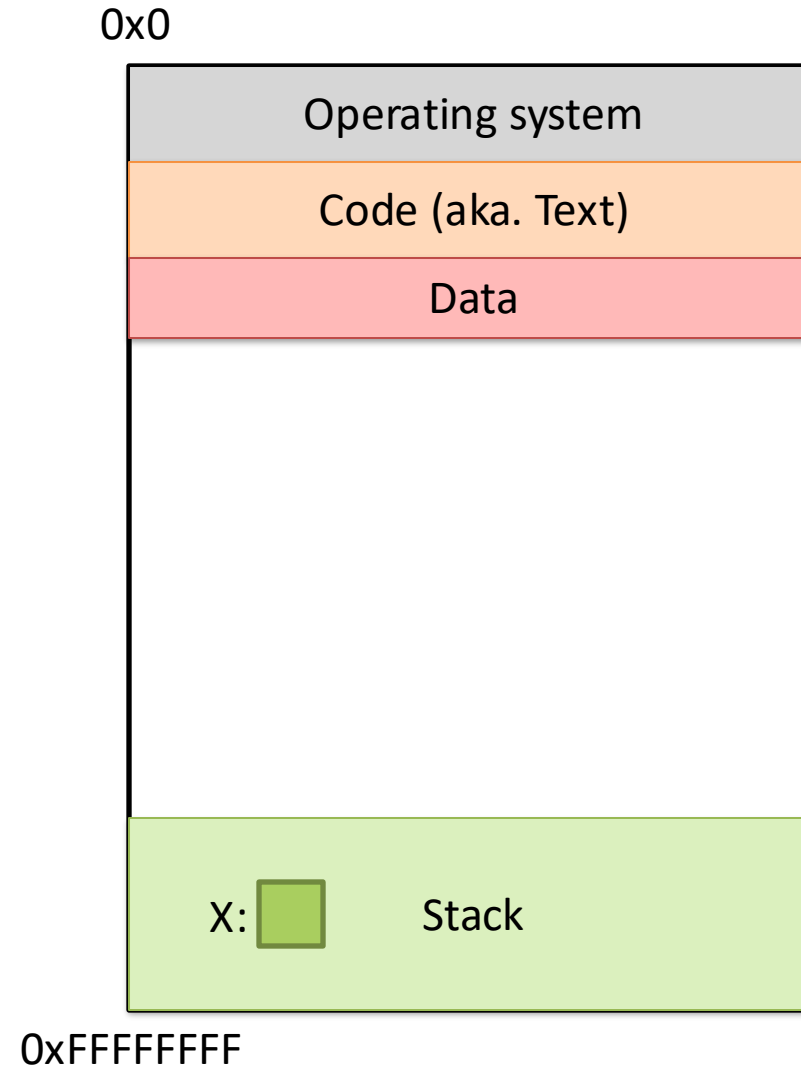 0x0
Operating system
Code (aka. Text)
Data
X: Stack
0xFFFFFFFF